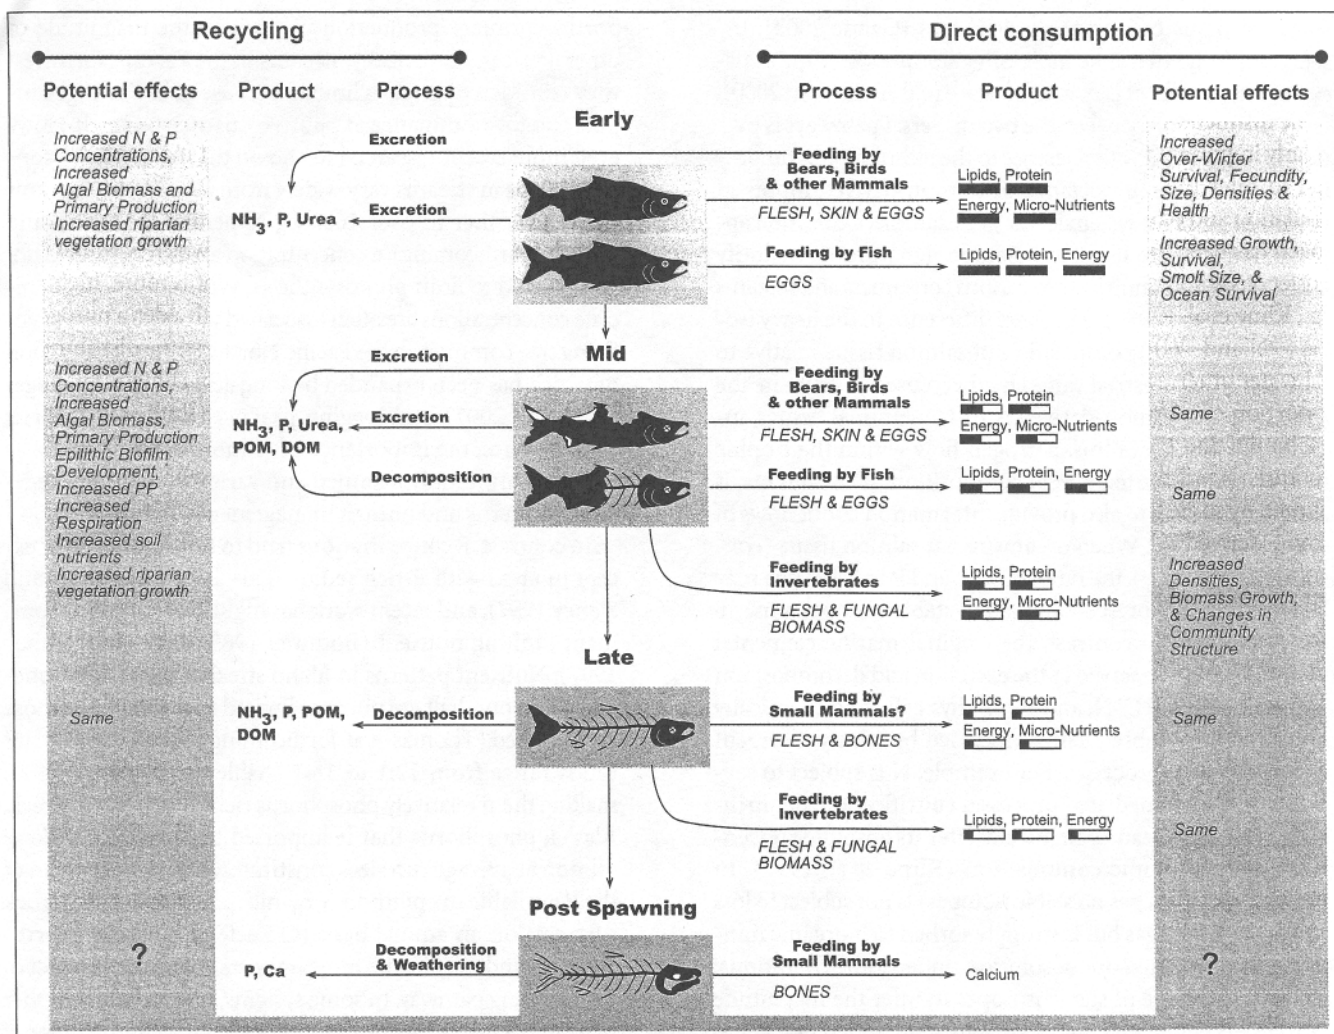 Recycling
Direct consumption
Potential effects
Product
Process
Process
Product
Potential effects
Early
Increased N & P
Concentrations,
Increased
Algal Biomass and
Primary Production
Increased riparian
vegetation growth
Excretion
NH3, P, Urea
Excretion
Feeding by
Bears, Birds
& other Mammals
FLESH, SKIN & EGGS
Lipids, Protein
Energy, Micro-Nutrients
Increased
Over-Winter
Survival, Fecundity,
Size, Densities &
Health
Feeding by Fish
EGGS
Lipids, Protein, Energy
Increased Growth,
Survival,
Smolt Size, &
Ocean Survival
Mid
Increased N & P
Concentrations,
Increased
Algal Biomass,
Primary Production
Epilithic Biofilm
Development,
Increased PP
Increased
Respiration
Increased soil
nutrients
Increased riparian
vegetation growth
Excretion
NH3, P, Urea,
POM, DOM
Excretion
Decomposition
Feeding by
Bears, Birds
& other Mammals
FLESH, SKIN & EGGS
Lipids, Protein
Energy, Micro-Nutrients
Same
Feeding by Fish
FLESH & EGGS
Lipids, Protein, Energy
Same
Feeding by
Invertebrates
FLESH & FUNGAL
BIOMASS
Lipids, Protein
Energy, Micro-Nutrients
Increased
Densities,
Biomass Growth,
& Changes in
Community
Structure
Late
Same
NH3, P, POM,
DOM
Decomposition
Feeding by
Small Mammals?
FLESH & BONES
Lipids, Protein
Energy, Micro-Nutrients
Same
Feeding by
Invertebrates
FLESH & FUNGAL
BIOMASS
Lipids, Protein, Energy
Same
Post Spawning
?
P, Ca
Decomposition
& Weathering
Feeding by
Small Mammals
BONES
Calcium
?